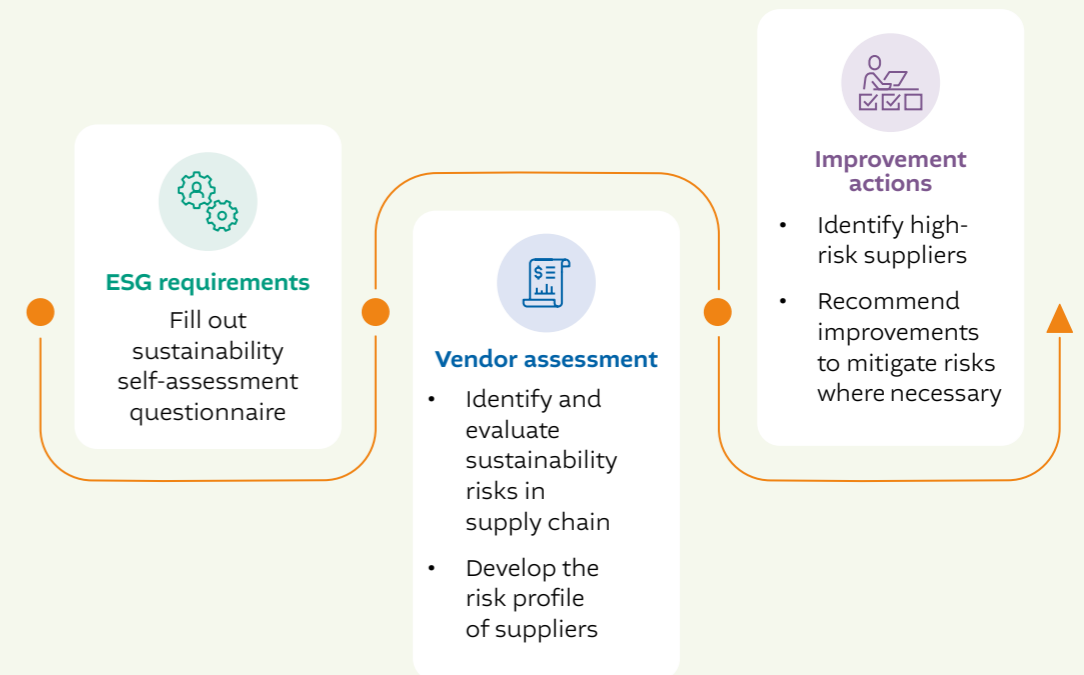 ESG requirements
Fill out
sustainability
self-assessment
questionnaire
Vendor assessment
• Identify and
evaluate
sustainability
risks in
supply chain
• Develop the
risk profile
of suppliers
Improvement
actions
• Identify high-
risk suppliers
• Recommend
improvements
to mitigate risks
where necessary